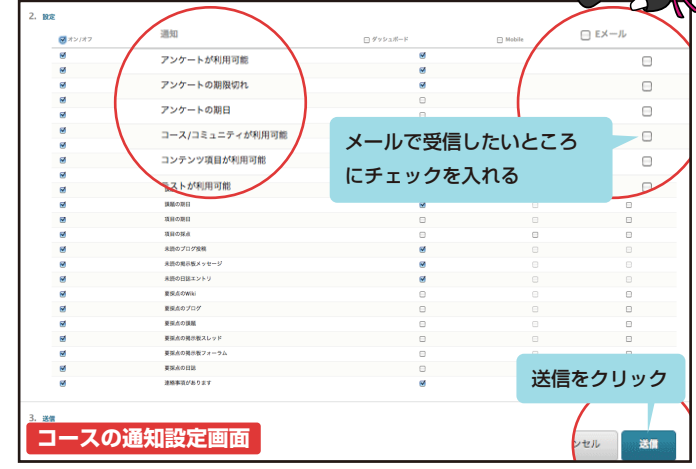 2. 設定
オン/オフ 通知 ダッシュボード Mobile Eメール
アンケートが利用可能
アンケートの期限切れ
アンケートの期日
コース/コミュニティが利用可能
コンテンツ項目が利用可能
テストが利用可能
メールで受信したいところ
にチェックを入れる
課題の期日
項目の期日
項目の採点
未読のブログ投稿
未読の掲示板メッセージ
未読の日誌エントリ
要採点のWiki
要採点のブログ
要採点の課題
要採点の掲示板スレッド
要採点の掲示板フォーラム
要採点の日誌
連絡事項があります
送信をクリック
3. 送信
コースの通知設定画面
ンセル 送信